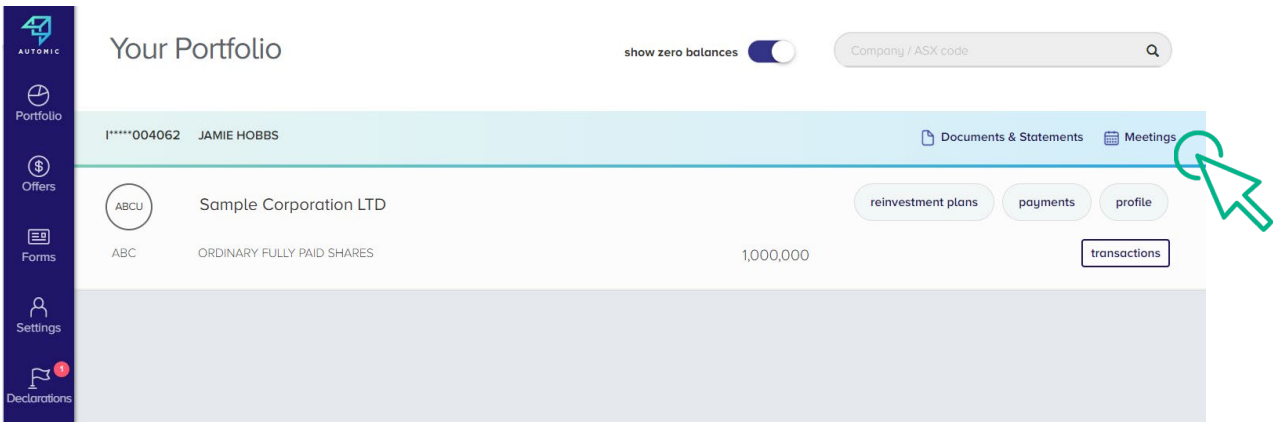 AUTOMIC
Portfolio
Offers
Forms
Settings
1
Declarations
Your Portfolio
show zero balances
Company / ASX code
I*****004062 JAMIE HOBBS
Documents & Statements Meetings
ABCU Sample Corporation LTD
reinvestment plans payments profile
ABC ORDINARY FULLY PAID SHARES 1,000,000 transactions